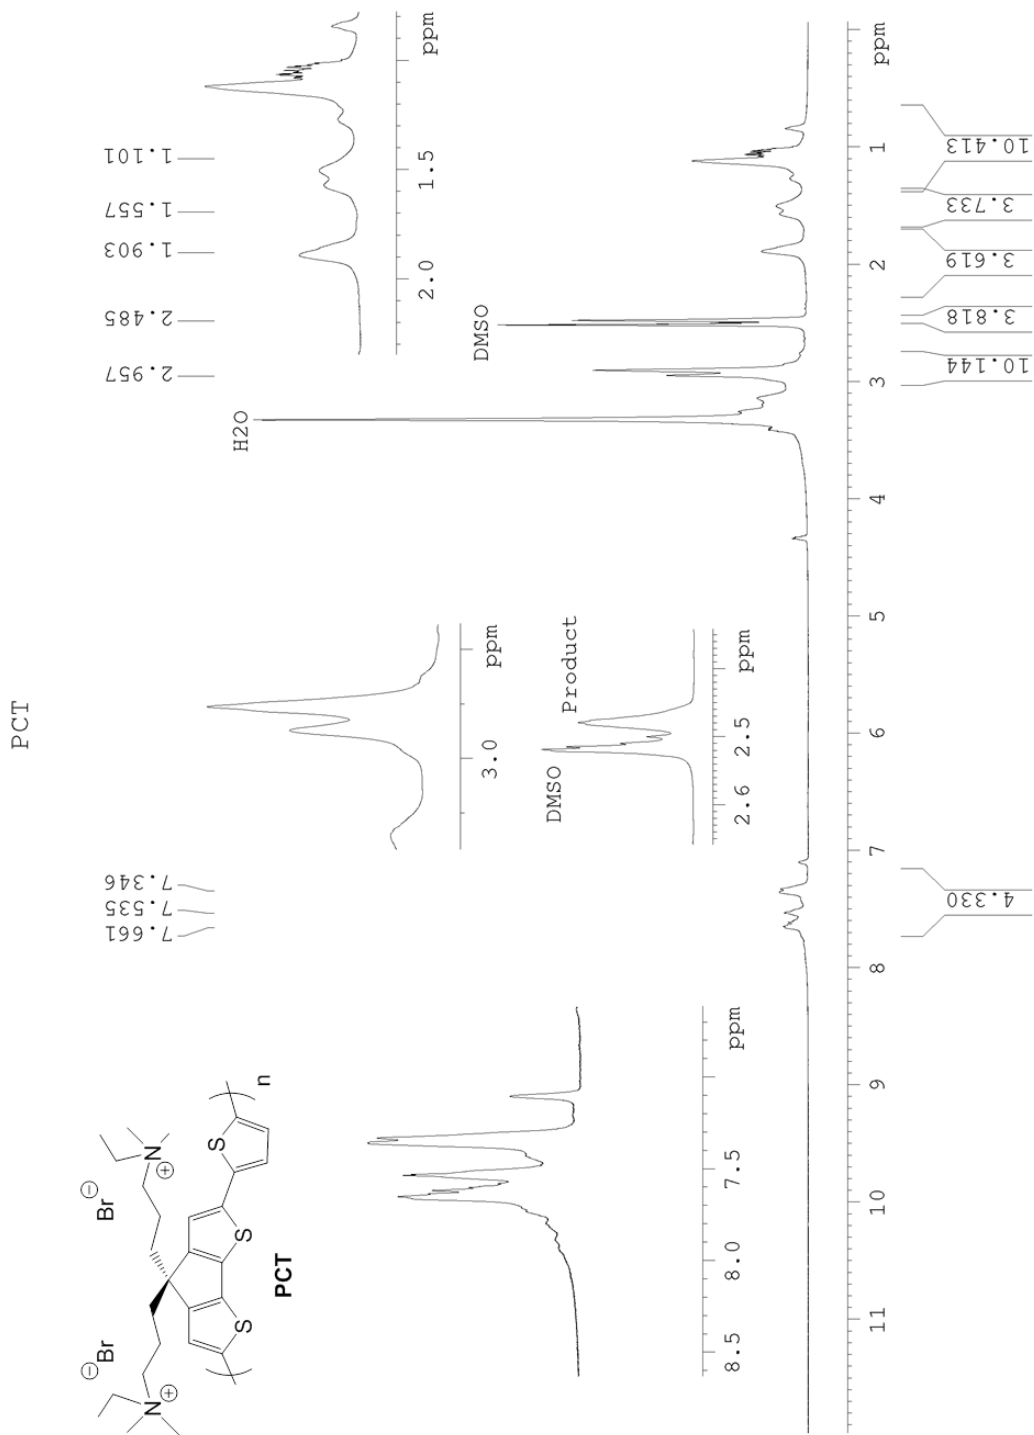 PCT
7.661
7.535
7.346
2.957
2.485
1.903
1.557
1.101
Br
⊖
Br
⊖
N
⊕
N
⊕
S
S
S
n
PCT
8.5
8.0
7.5
ppm
3.0
ppm
DMSO
Product
2.6
2.5
ppm
2.0
1.5
ppm
H2O
DMSO
11
10
9
8
7
6
5
4
3
2
1
ppm
4.330
10.144
3.818
3.619
3.733
10.413